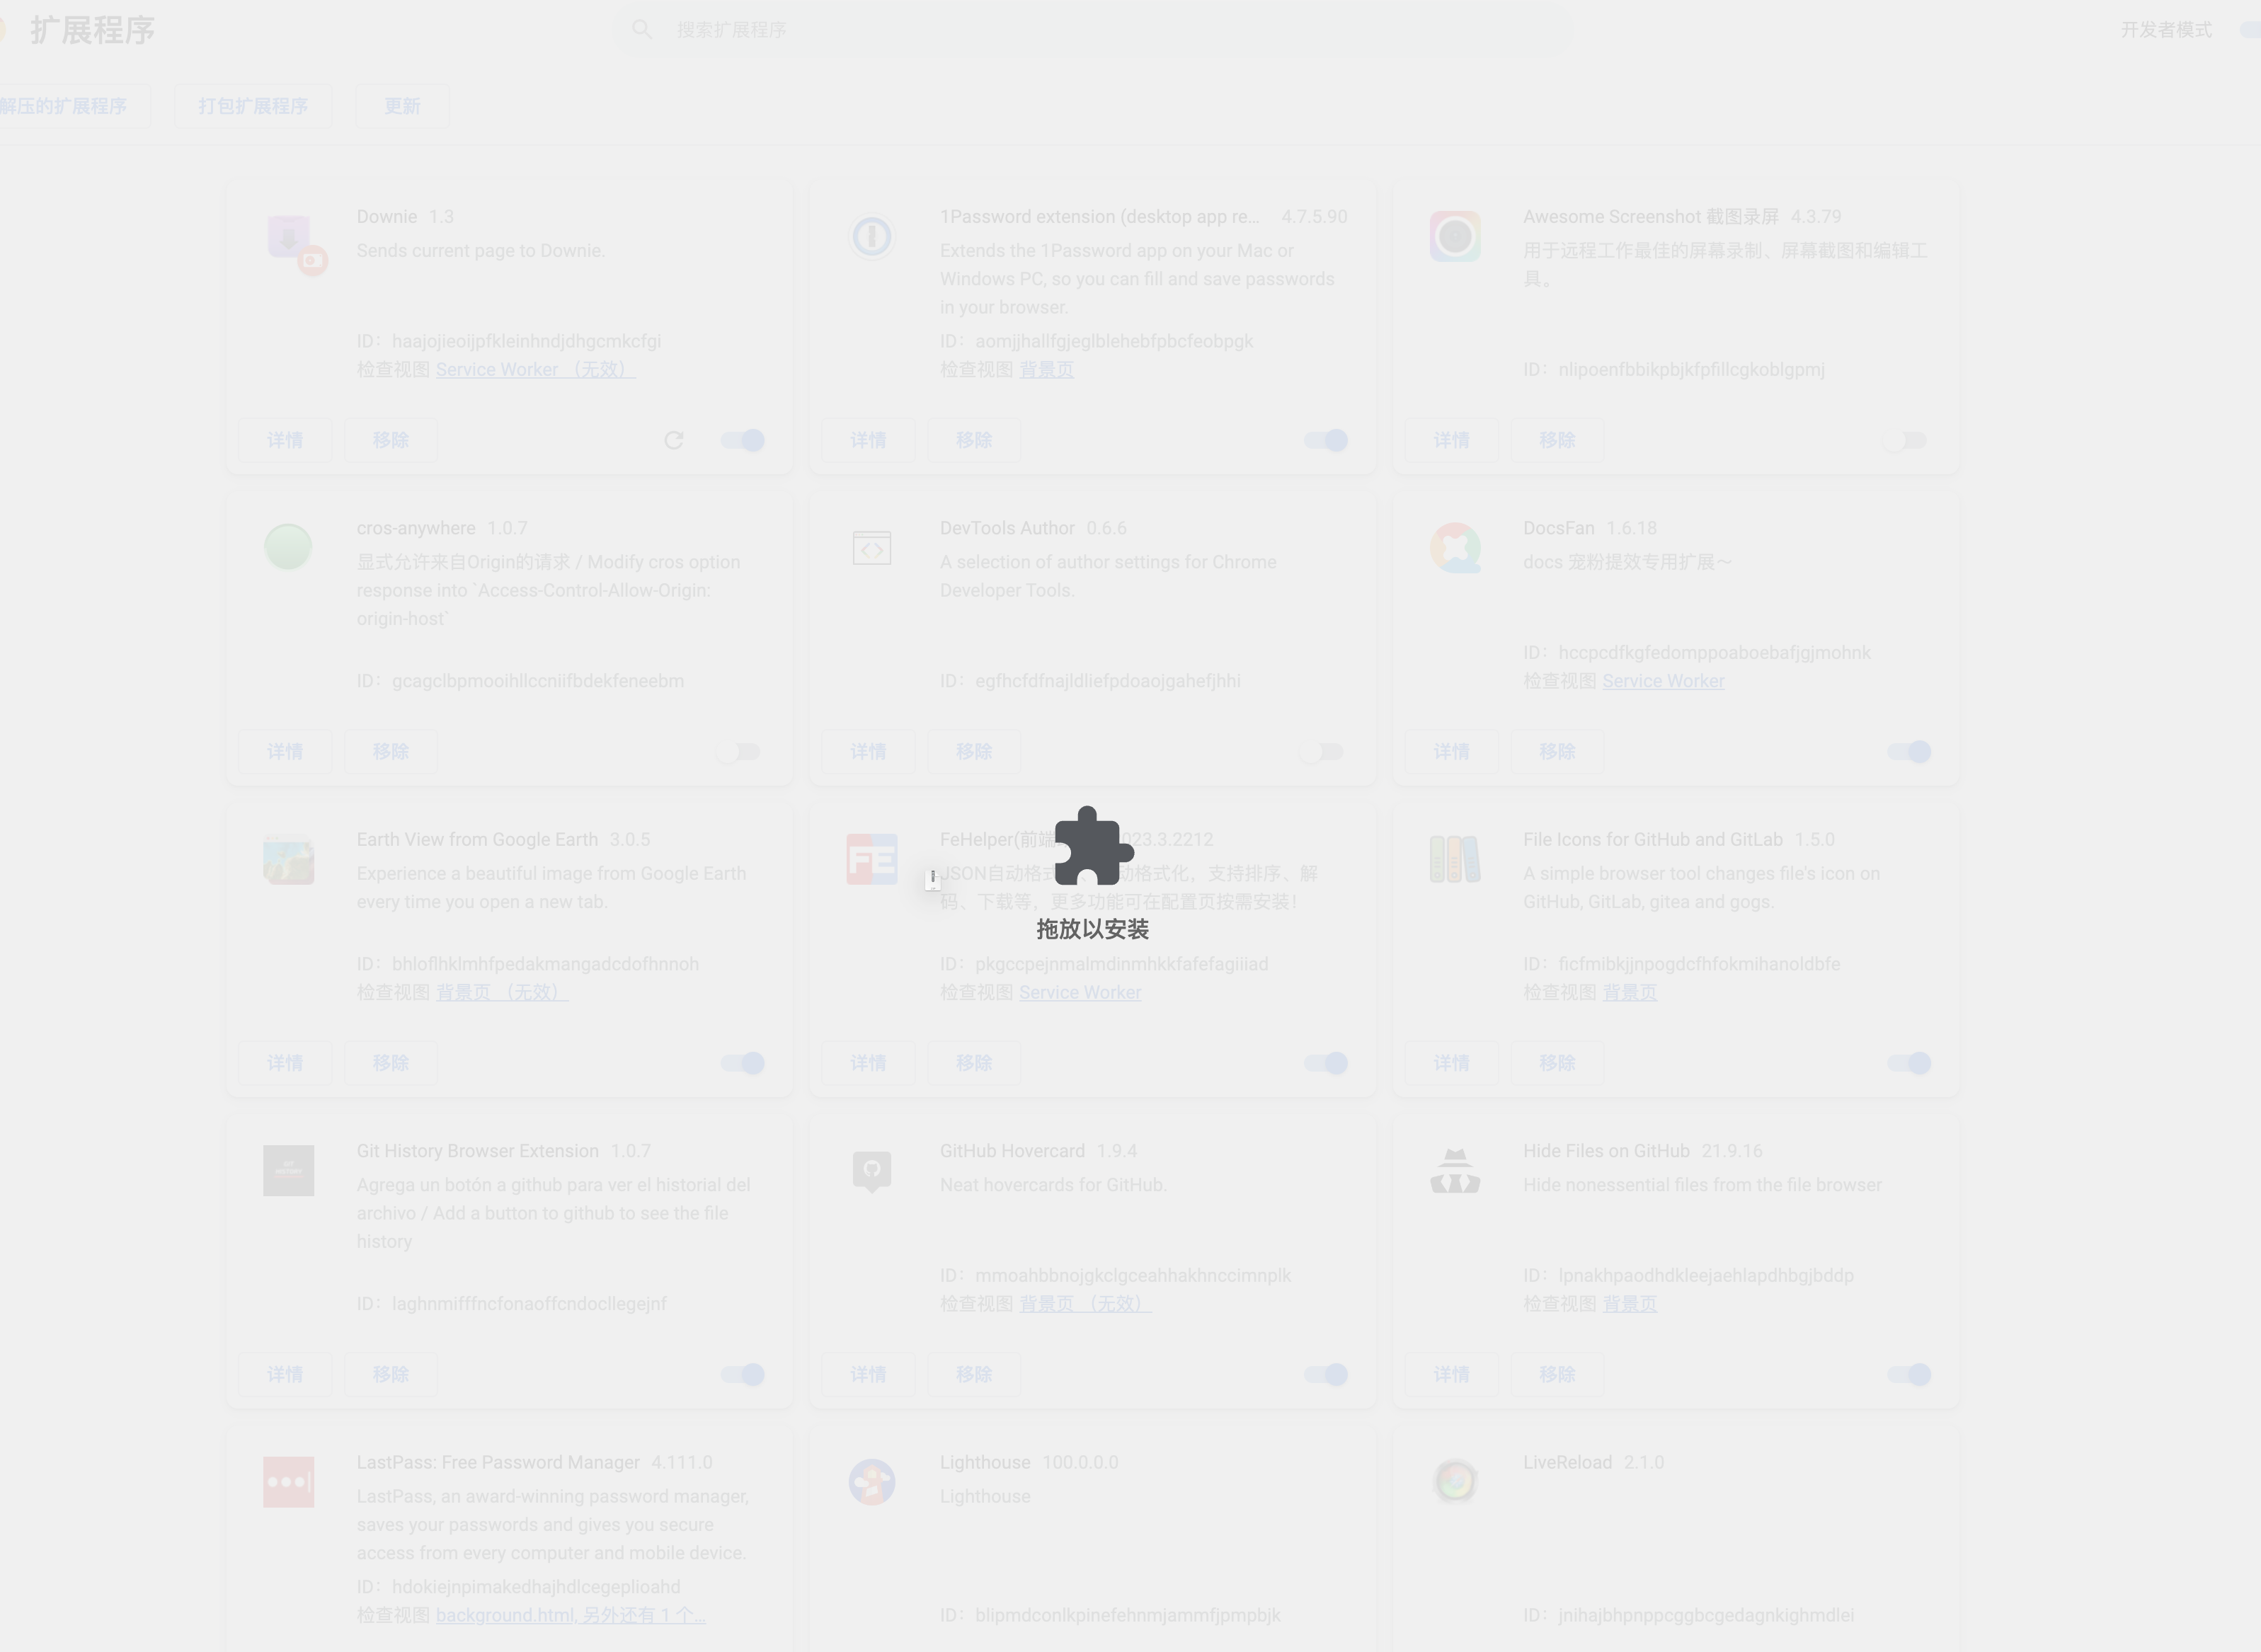 扩展程序
搜索扩展程序
开发者模式
解压的扩展程序
打包扩展程序
更新
Downie 1.3
Sends current page to Downie.
ID：haajojieoijpfkleinhndjdhgcmkcfgi
检查视图 Service Worker （无效）
详情
移除
1Password extension (desktop app re... 4.7.5.90
Extends the 1Password app on your Mac or
Windows PC, so you can fill and save passwords
in your browser.
ID：aomjjhallfgjeglblehebfpbcfeobpgk
检查视图 背景页
详情
移除
Awesome Screenshot 截图录屏 4.3.79
用于远程工作最佳的屏幕录制、屏幕截图和编辑工
具。
ID：nlipoenfbbikpbjkfpfillcgkoblgpmj
详情
移除
cros-anywhere 1.0.7
显式允许来自Origin的请求 / Modify cros option
response into `Access-Control-Allow-Origin:
origin-host`
ID：gcagclbpmooihllccniifbdekfeneebm
详情
移除
DevTools Author 0.6.6
A selection of author settings for Chrome
Developer Tools.
ID：egfhcfdfnajldliefpdoaojgahefjhhi
详情
移除
DocsFan 1.6.18
docs 宠粉提效专用扩展～
ID：hccpcdfkgfedomppoaboebafjgjmohnk
检查视图 Service Worker
详情
移除
Earth View from Google Earth 3.0.5
Experience a beautiful image from Google Earth
every time you open a new tab.
ID：bhloflhklmhfpedakmangadcdofhnnoh
检查视图 背景页 （无效）
详情
移除
FeHelper(前端 023.3.2212
JSON自动格式 动格式化，支持排序、解
码、下载等，更多功能可在配置页按需安装！
拖放以安装
ID：pkgccpejnmalmdinmhkkfafefagiiiad
检查视图 Service Worker
详情
移除
File Icons for GitHub and GitLab 1.5.0
A simple browser tool changes file's icon on
GitHub, GitLab, gitea and gogs.
ID：ficfmibkjjnpogdcfhfokmihanoldbfe
检查视图 背景页
详情
移除
Git History Browser Extension 1.0.7
Agrega un botón a github para ver el historial del
archivo / Add a button to github to see the file
history
ID：laghnmifffncfonaoffcndocllegejnf
详情
移除
GitHub Hovercard 1.9.4
Neat hovercards for GitHub.
ID：mmoahbbnojgkclgceahhakhnccimnplk
检查视图 背景页 （无效）
详情
移除
Hide Files on GitHub 21.9.16
Hide nonessential files from the file browser
ID：lpnakhpaodhdkleejaehlapdhbgjbddp
检查视图 背景页
详情
移除
LastPass: Free Password Manager 4.111.0
LastPass, an award-winning password manager,
saves your passwords and gives you secure
access from every computer and mobile device.
ID：hdokiejnpimakedhajhdlcegeplioahd
检查视图 background.html, 另外还有 1 个...
Lighthouse 100.0.0.0
Lighthouse
ID：blipmdconlkpinefehnmjammfjpmpbjk
LiveReload 2.1.0
ID：jnihajbhpnppcggbcgedagnkighmdlei